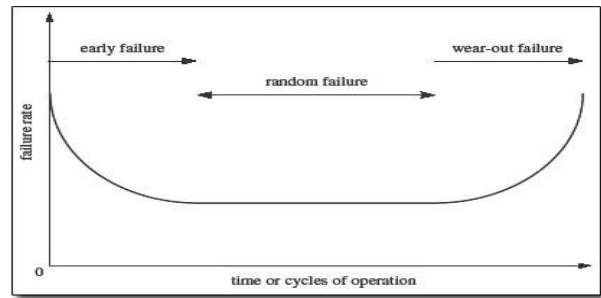 early failure
wear-out failure
random failure
failure rate
0
time or cycles of operation